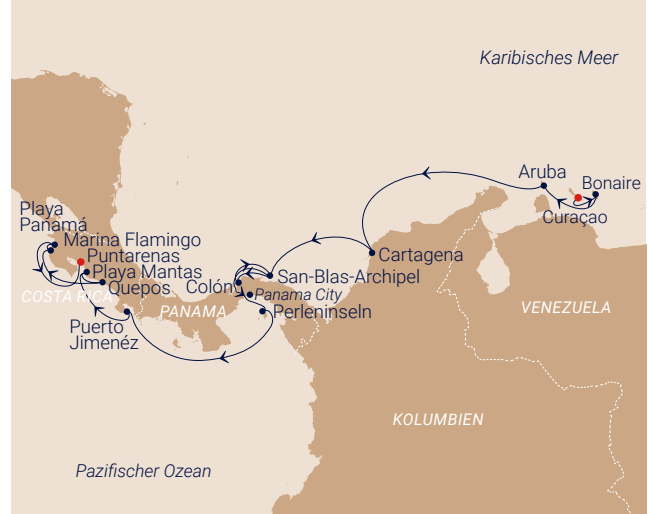 Karibisches Meer
Aruba
Bonaire
Curaçao
Playa
Panamá
Marina Flamingo
Puntarenas
Playa Mantas
Quepos
COSTA RICA
Cartagena
San-Blas-Archipel
Colón
Panama City
PANAMA
Perleninseln
VENEZUELA
Puerto
Jimenéz
KOLUMBIEN
Pazifischer Ozean